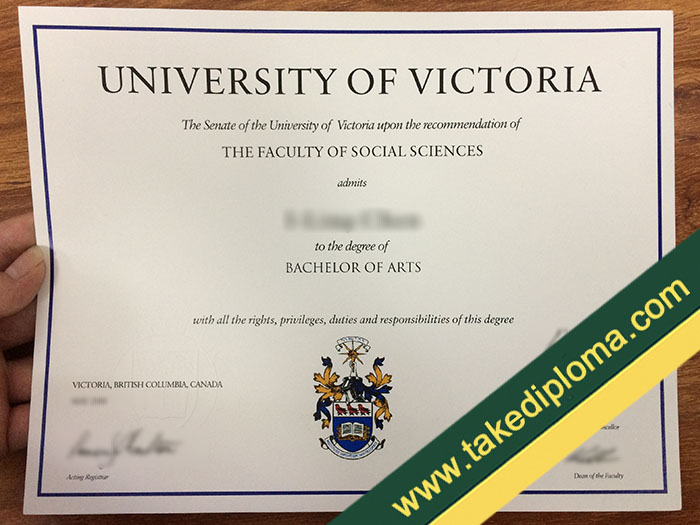 UNIVERSITY OF VICTORIA
The Senate of the University of Victoria upon the recommendation of
THE FACULTY OF SOCIAL SCIENCES
admits
to the degree of
BACHELOR OF ARTS
with all the rights, privileges, duties and responsibilities of this degree
VICTORIA, BRITISH COLUMBIA, CANADA
Acting Registrar
Dean of the Faculty
www.takediploma.com